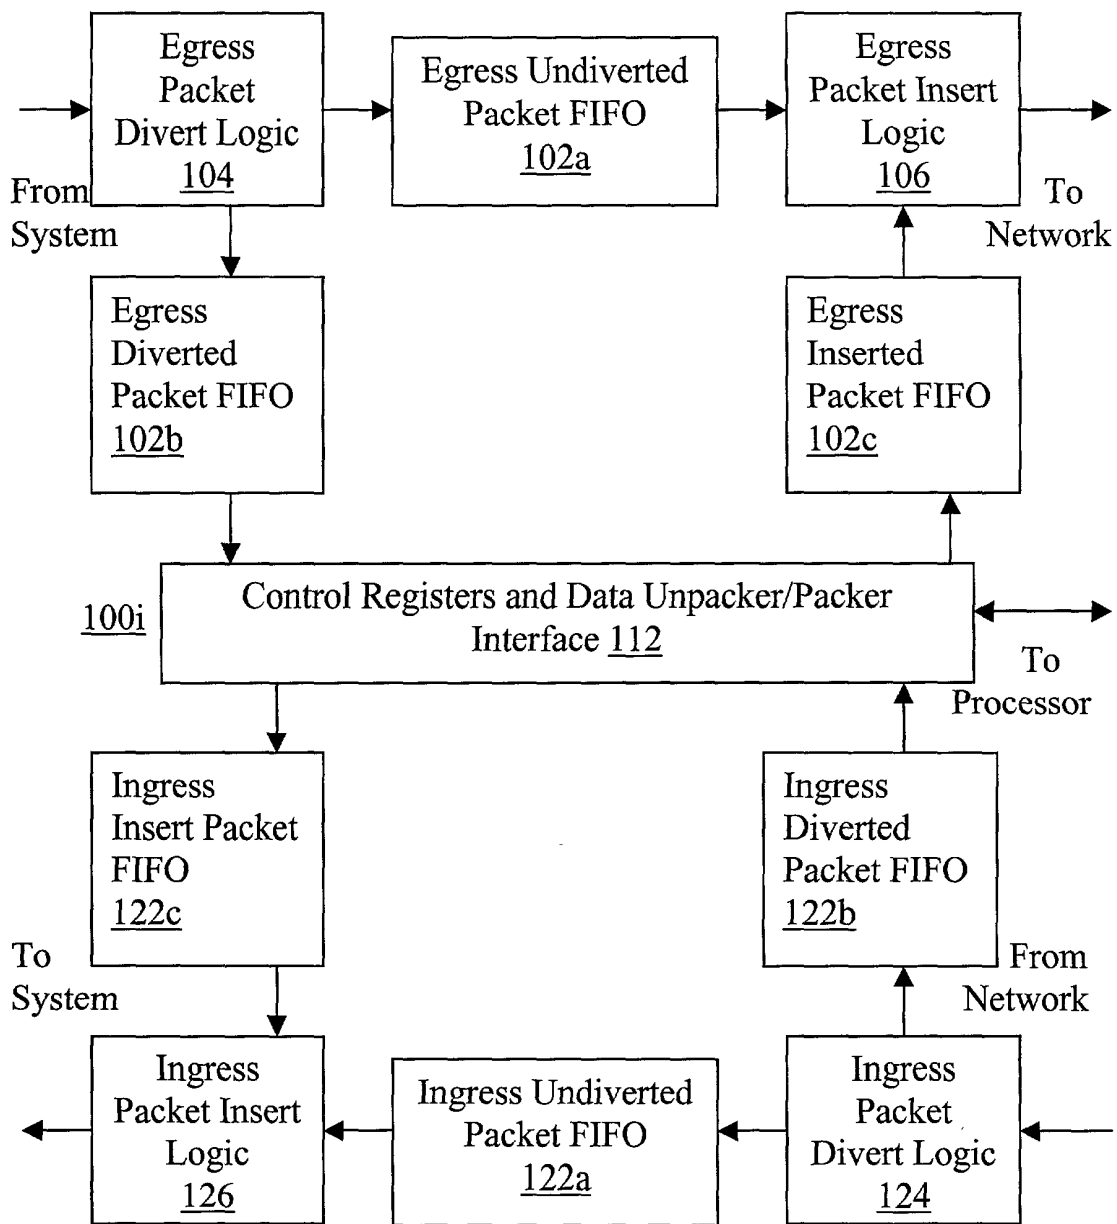 Egress
Packet
Divert Logic
104
Egress Undiverted
Packet FIFO
102a
Egress
Packet Insert
Logic
106
From
System
To
Network
Egress
Diverted
Packet FIFO
102b
Egress
Inserted
Packet FIFO
102c
100i
Control Registers and Data Unpacker/Packer
Interface 112
To
Processor
Ingress
Insert Packet
FIFO
122c
Ingress
Diverted
Packet FIFO
122b
To
System
From
Network
Ingress
Packet Insert
Logic
126
Ingress Undiverted
Packet FIFO
122a
Ingress
Packet
Divert Logic
124